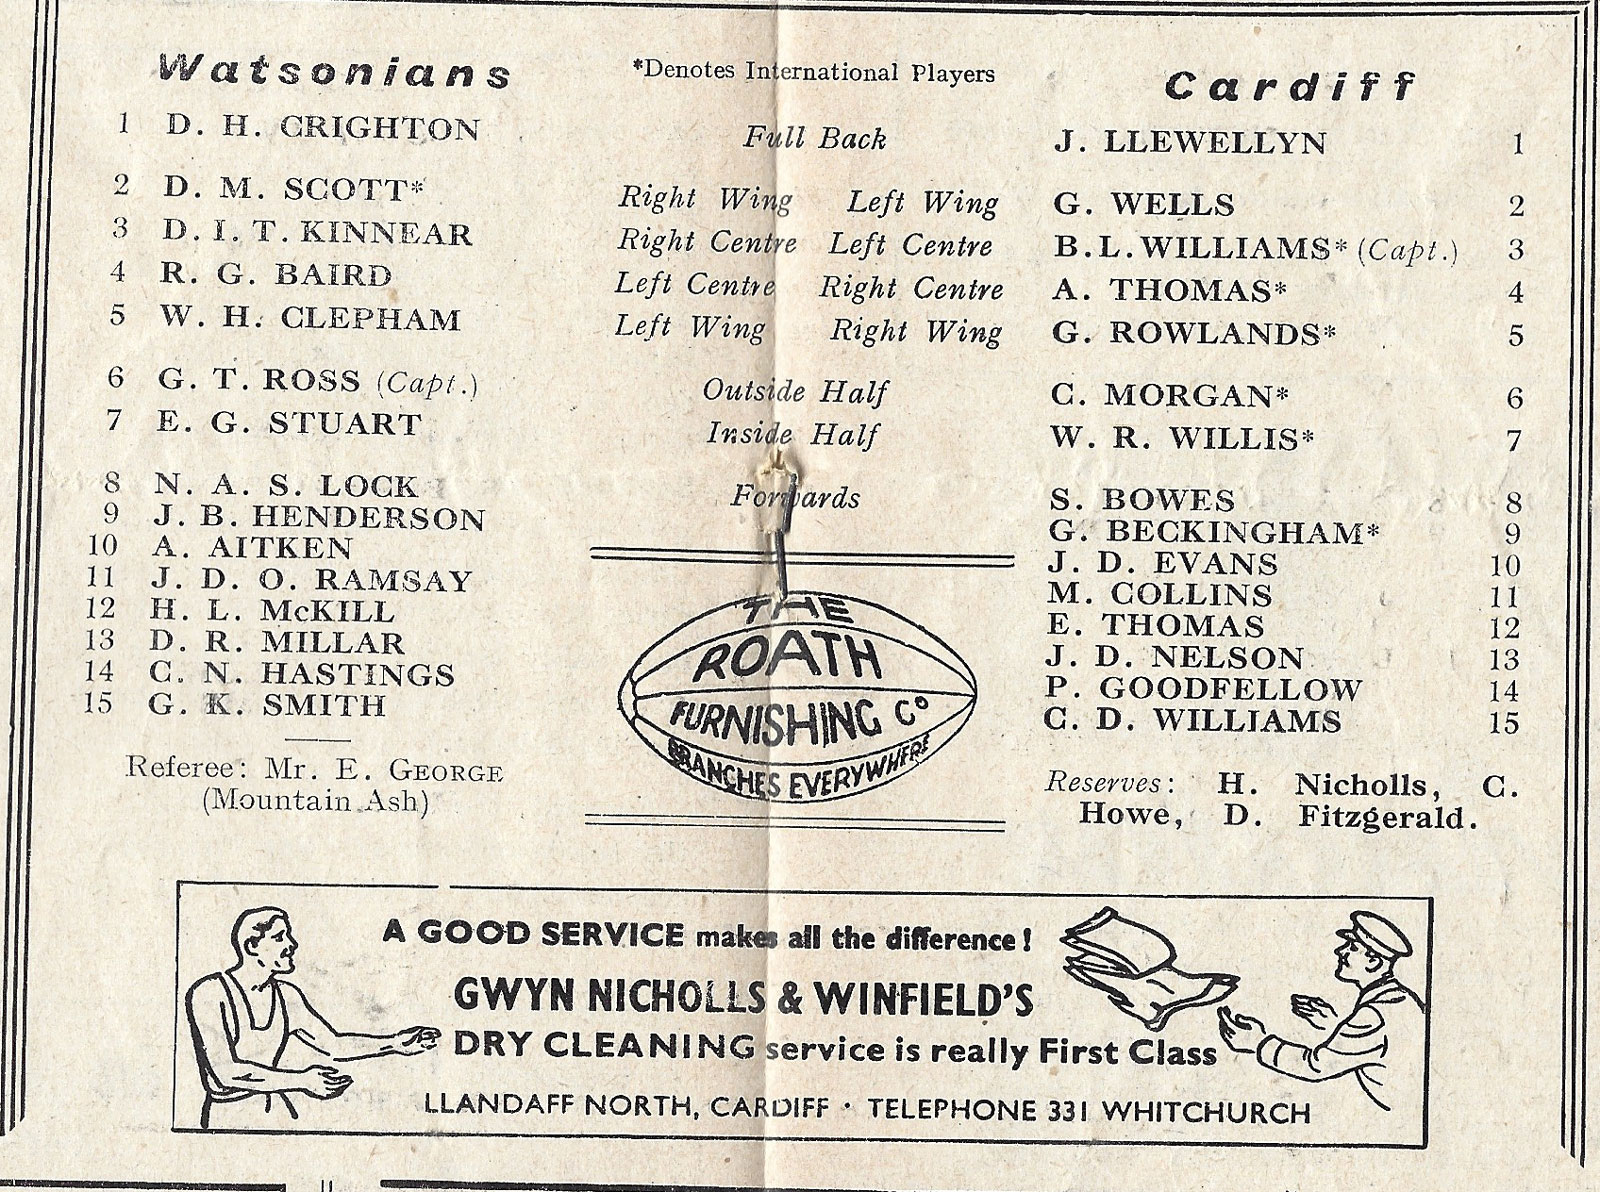 Watsonians *Denotes International Players Cardiff
1 D. H. CRIGHTON Full Back J. LLEWELLYN 1
2 D. M. SCOTT* Right Wing Left Wing G. WELLS 2
3 D. I. T. KINNEAR Right Centre Left Centre B. L. WILLIAMS* (Capt.) 3
4 R. G. BAIRD Left Centre Right Centre A. THOMAS* 4
5 W. H. CLEPHAM Left Wing Right Wing G. ROWLANDS* 5
6 G. T. ROSS (Capt.) Outside Half C. MORGAN* 6
7 E. G. STUART Inside Half W. R. WILLIS* 7
8 N. A. S. LOCK Forwards S. BOWES 8
9 J. B. HENDERSON G. BECKINGHAM* 9
10 A. AITKEN J. D. EVANS 10
11 J. D. O. RAMSAY M. COLLINS 11
12 H. L. McKILL E. THOMAS 12
13 D. R. MILLAR J. D. NELSON 13
14 C. N. HASTINGS P. GOODFELLOW 14
15 G. K. SMITH C. D. WILLIAMS 15
Referee: Mr. E. GEORGE
(Mountain Ash)
THE
ROATH
FURNISHING Co
BRANCHES EVERYWHERE
Reserves: H. Nicholls, C.
Howe, D. Fitzgerald.
A GOOD SERVICE makes all the difference!
GWYN NICHOLLS & WINFIELD'S
DRY CLEANING service is really First Class
LLANDAFF NORTH, CARDIFF · TELEPHONE 331 WHITCHURCH